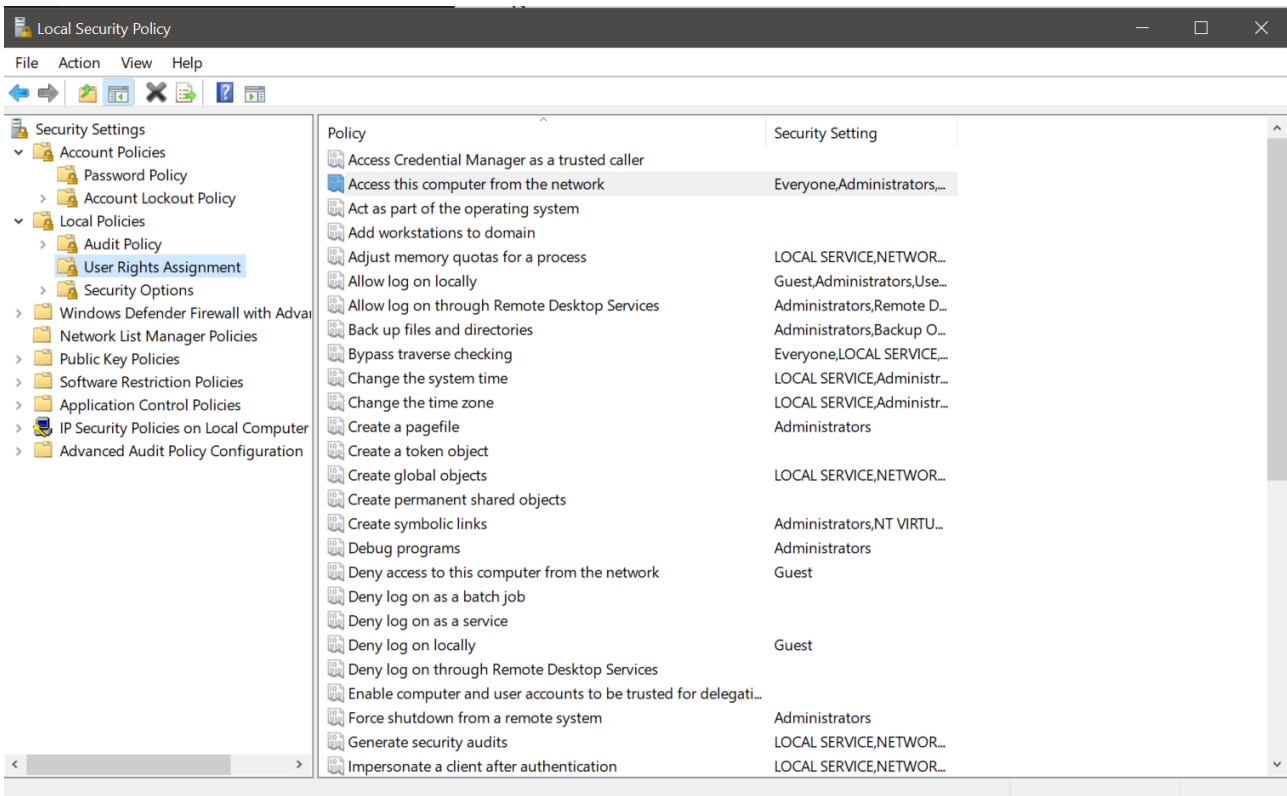 Local Security Policy
File Action View Help
Security Settings
Account Policies
Password Policy
Account Lockout Policy
Local Policies
Audit Policy
User Rights Assignment
Security Options
Windows Defender Firewall with Advan
Network List Manager Policies
Public Key Policies
Software Restriction Policies
Application Control Policies
IP Security Policies on Local Computer
Advanced Audit Policy Configuration
Policy Security Setting
Access Credential Manager as a trusted caller
Access this computer from the network Everyone,Administrators,...
Act as part of the operating system
Add workstations to domain
Adjust memory quotas for a process LOCAL SERVICE,NETWOR...
Allow log on locally Guest,Administrators,Use...
Allow log on through Remote Desktop Services Administrators,Remote D...
Back up files and directories Administrators,Backup O...
Bypass traverse checking Everyone,LOCAL SERVICE,...
Change the system time LOCAL SERVICE,Administr...
Change the time zone LOCAL SERVICE,Administr...
Create a pagefile Administrators
Create a token object
Create global objects LOCAL SERVICE,NETWOR...
Create permanent shared objects
Create symbolic links Administrators,NT VIRTU...
Debug programs Administrators
Deny access to this computer from the network Guest
Deny log on as a batch job
Deny log on as a service
Deny log on locally Guest
Deny log on through Remote Desktop Services
Enable computer and user accounts to be trusted for delegati...
Force shutdown from a remote system Administrators
Generate security audits LOCAL SERVICE,NETWOR...
Impersonate a client after authentication LOCAL SERVICE,NETWOR...